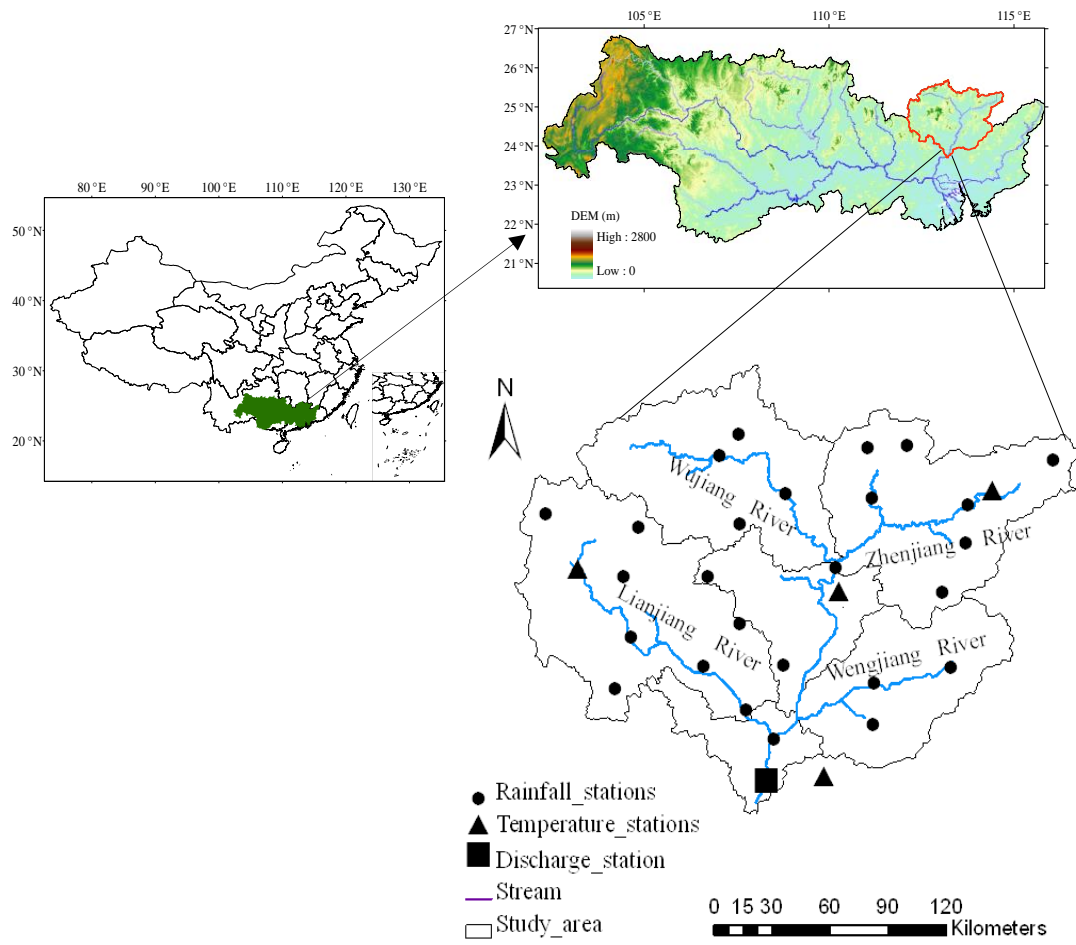 105 °E 110 °E 115 °E
27 °N
26 °N
25 °N
24 °N
23 °N
22 °N
21 °N
DEM (m)
High : 2800
Low : 0
80 °E 90 °E 100 °E 110 °E 120 °E 130 °E
50 °N
40 °N
30 °N
20 °N
N
Wujiang River
Zhenjiang River
Lianjiang River
Wengjiang River
Rainfall_stations
Temperature_stations
Discharge_station
Stream
Study_area
0 15 30 60 90 120
Kilometers